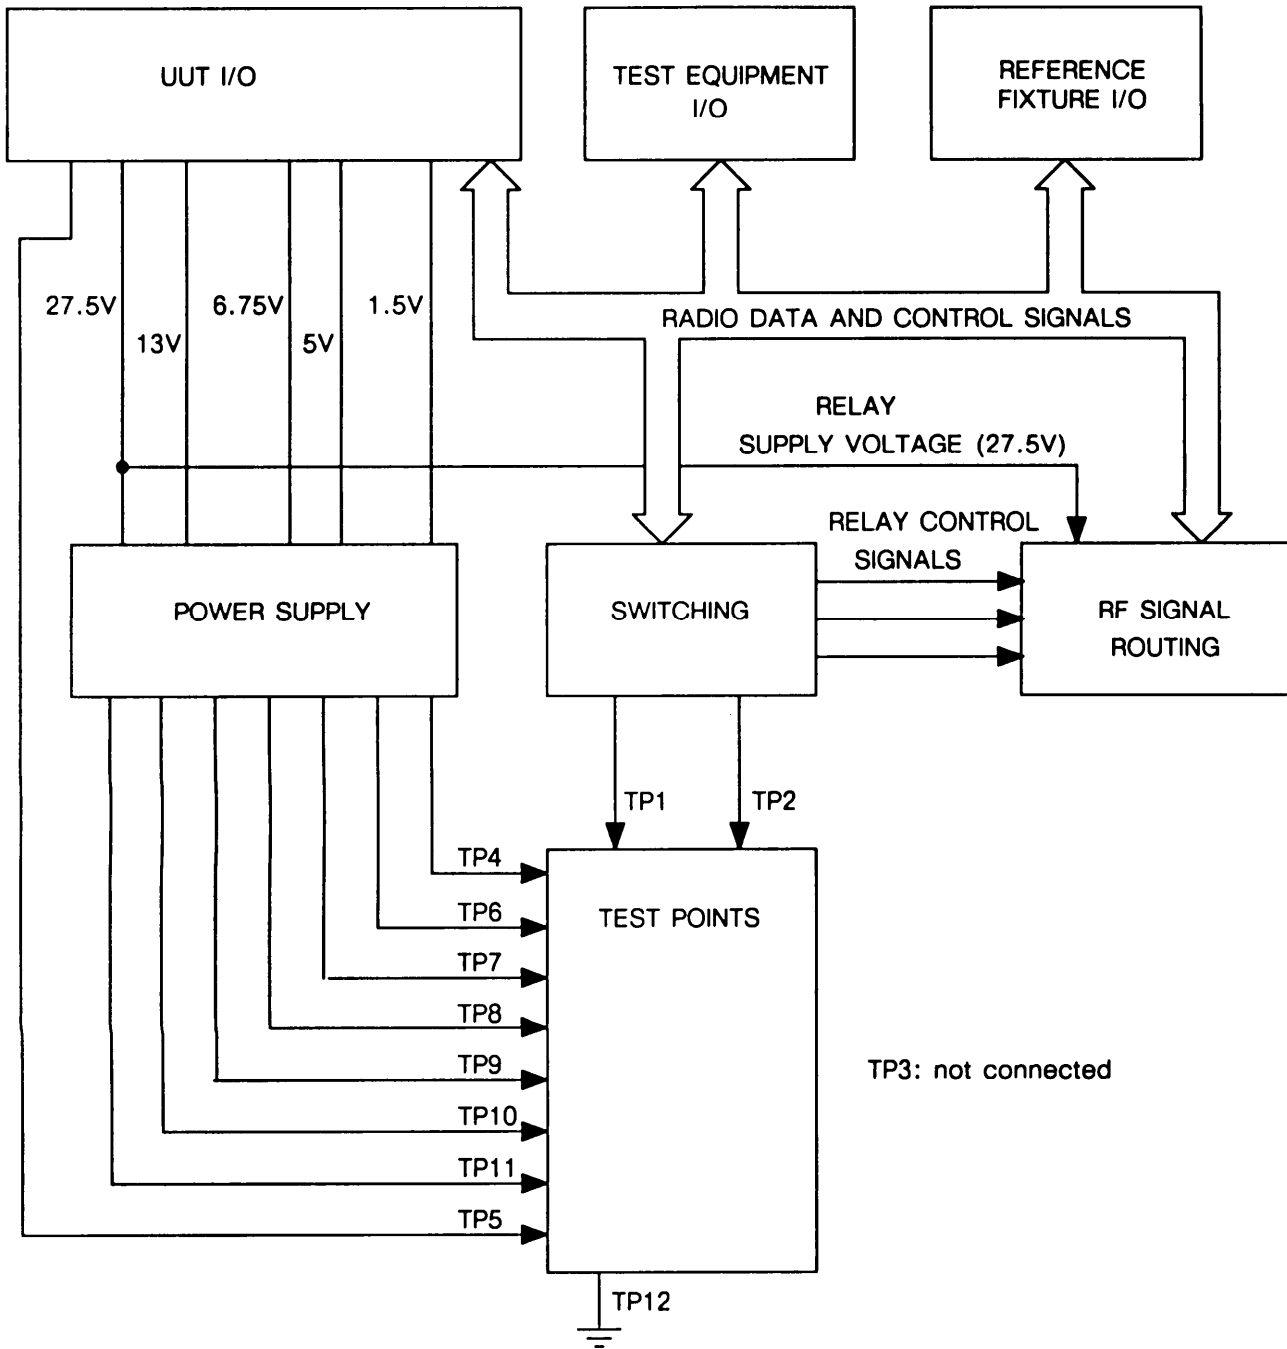 UUT I/O
TEST EQUIPMENT
I/O
REFERENCE
FIXTURE I/O
27.5V
13V
6.75V
5V
1.5V
RADIO DATA AND CONTROL SIGNALS
RELAY
SUPPLY VOLTAGE (27.5V)
RELAY CONTROL
SIGNALS
POWER SUPPLY
SWITCHING
RF SIGNAL
ROUTING
TP1
TP2
TP4
TP6
TP7
TP8
TP9
TP10
TP11
TP5
TEST POINTS
TP3: not connected
TP12